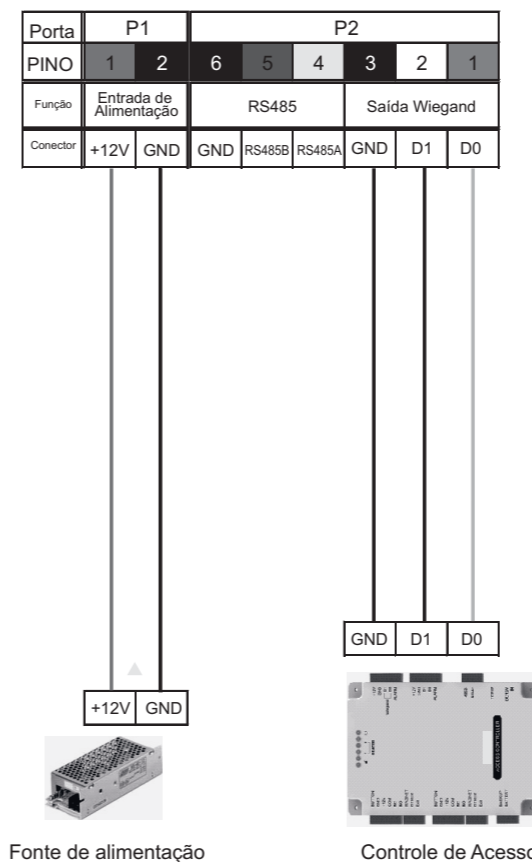 Porta P1 P2
PINO 1 2 6 5 4 3 2 1
Função Entrada de Alimentação RS485 Saída Wiegand
Conector +12V GND GND RS485B RS485A GND D1 D0
GND D1 D0
+12V GND
Fonte de alimentação Controle de Acesso